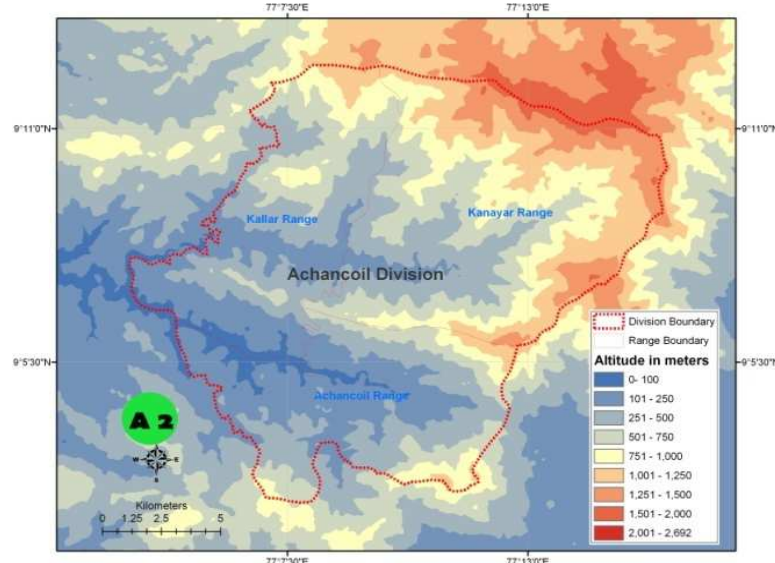 77°7'30"E
77°13'0"E
9°11'0"N
9°11'0"N
Kallar Range
Kanayar Range
Achancoil Division
Division Boundary
Range Boundary
Altitude in meters
0- 100
101 - 250
251 - 500
501 - 750
751 - 1,000
1,001 - 1,250
1,251 - 1,500
1,501 - 2,000
2,001 - 2,692
9°5'30"N
9°5'30"N
Achancoil Range
A 2
N
W
E
S
Kilometers
0 1.25 2.5 5
77°7'30"E
77°13'0"E